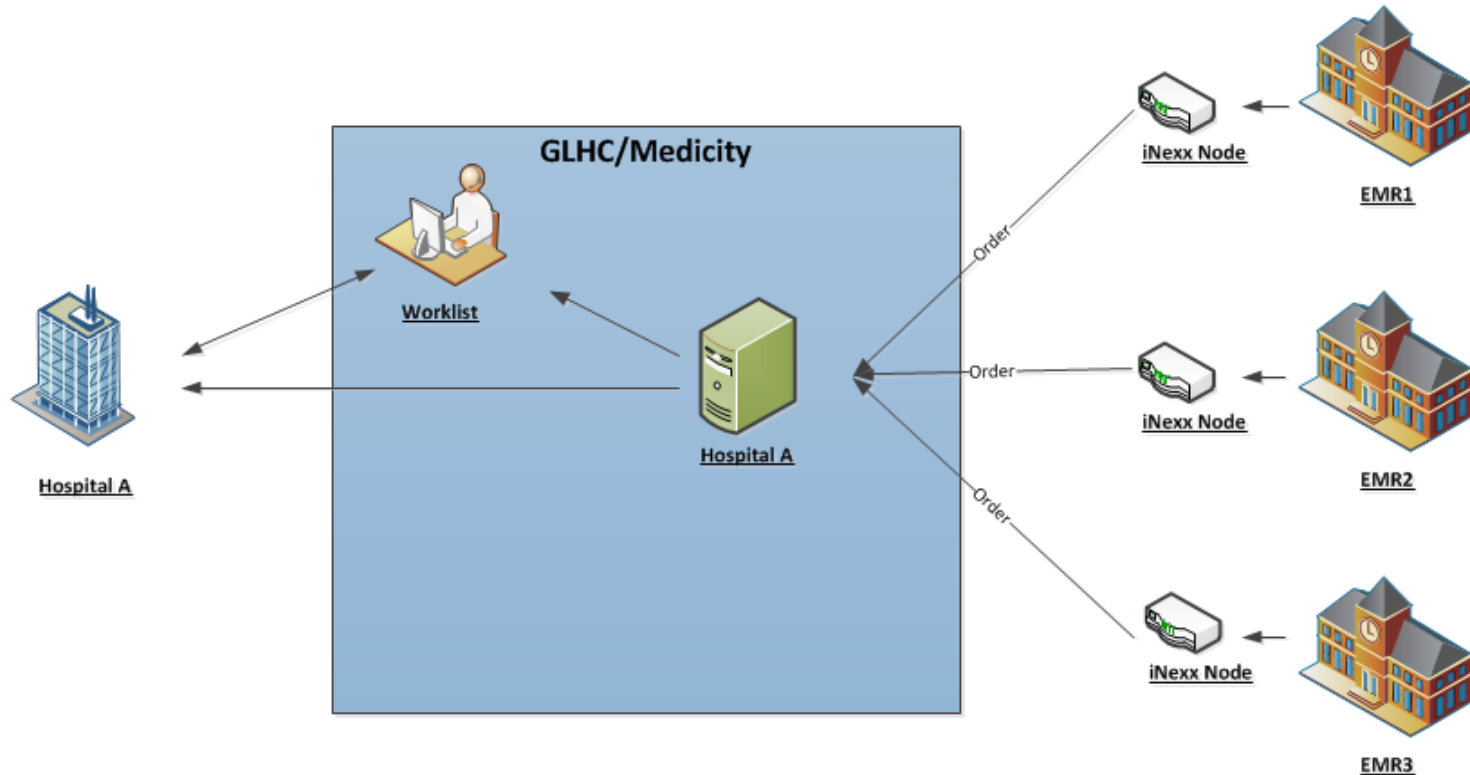 GLHC/Medicity
iNexx Node
EMR1
Order
Worklist
Order
iNexx Node
Hospital A
Hospital A
EMR2
Order
iNexx Node
EMR3